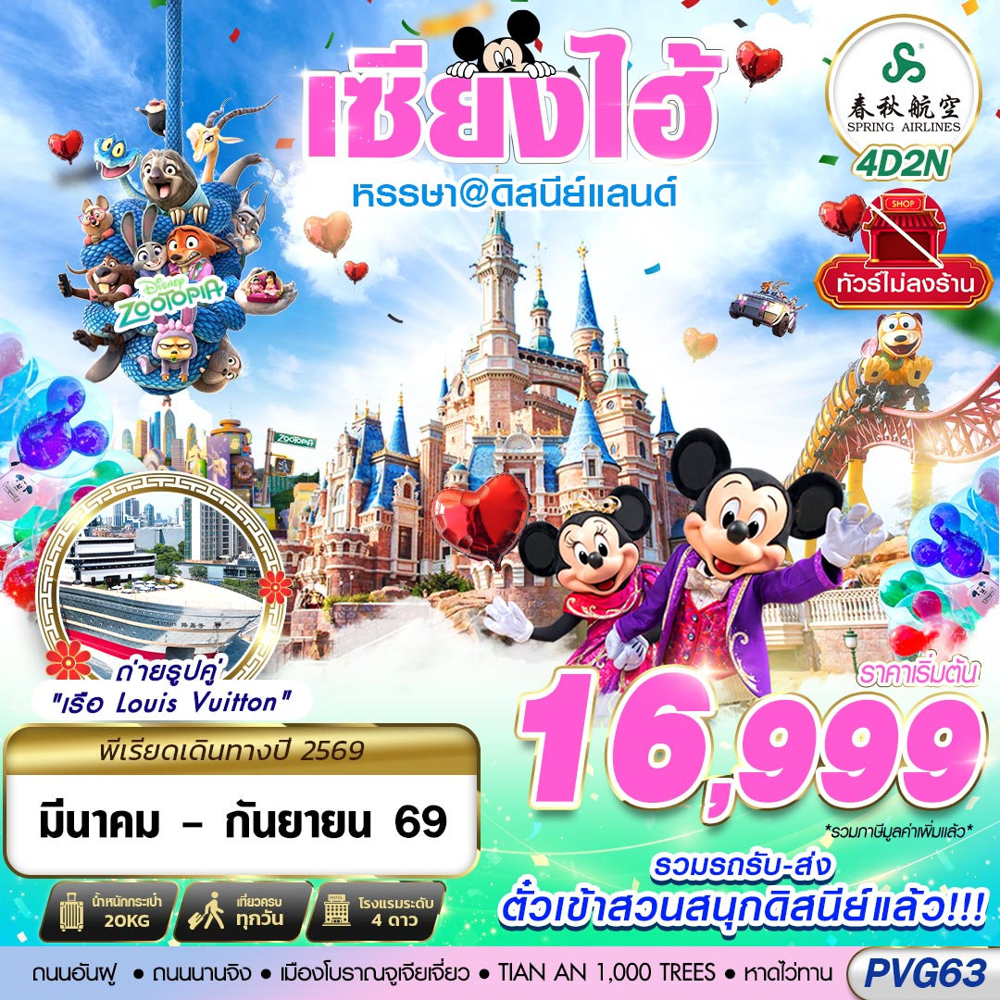 เซี่ยงไฮ้
หรรษา@ดิสนีย์แลนด์
春秋航空
SPRING AIRLINES
4D2N
SHOP
ทัวร์ไม่ลงร้าน
Disney
ZOOTOPIA
ZOOTOPIA
ถ่ายรูปคู่
"เรือ Louis Vuitton"
พีเรียดเดินทางปี 2569
มีนาคม - กันยายน 69
ราคาเริ่มต้น
16,999
*รวมภาษีมูลค่าเพิ่มแล้ว*
รวมรถรับ-ส่ง
ตั๋วเข้าสวนสนุกดิสนีย์แล้ว!!!
น้ำหนักกระเป๋า
20KG
เที่ยวครบ
ทุกวัน
HOTEL
โรงแรมระดับ
4 ดาว
ถนนอันฝู • ถนนนานจิง • เมืองโบราณจูเจียเจี่ยว • TIAN AN 1,000 TREES • หาดไว่ทาน
PVG63